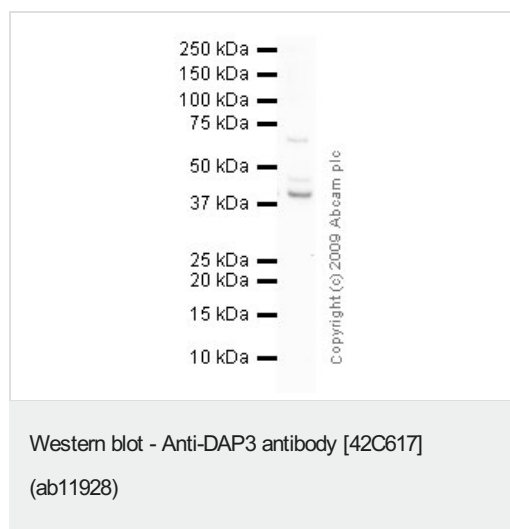 250 kDa
150 kDa
100 kDa
75 kDa
50 kDa
37 kDa
25 kDa
20 kDa
15 kDa
10 kDa
Copyright (c) 2009 Abcam plc
Western blot - Anti-DAP3 antibody [42C617]
(ab11928)